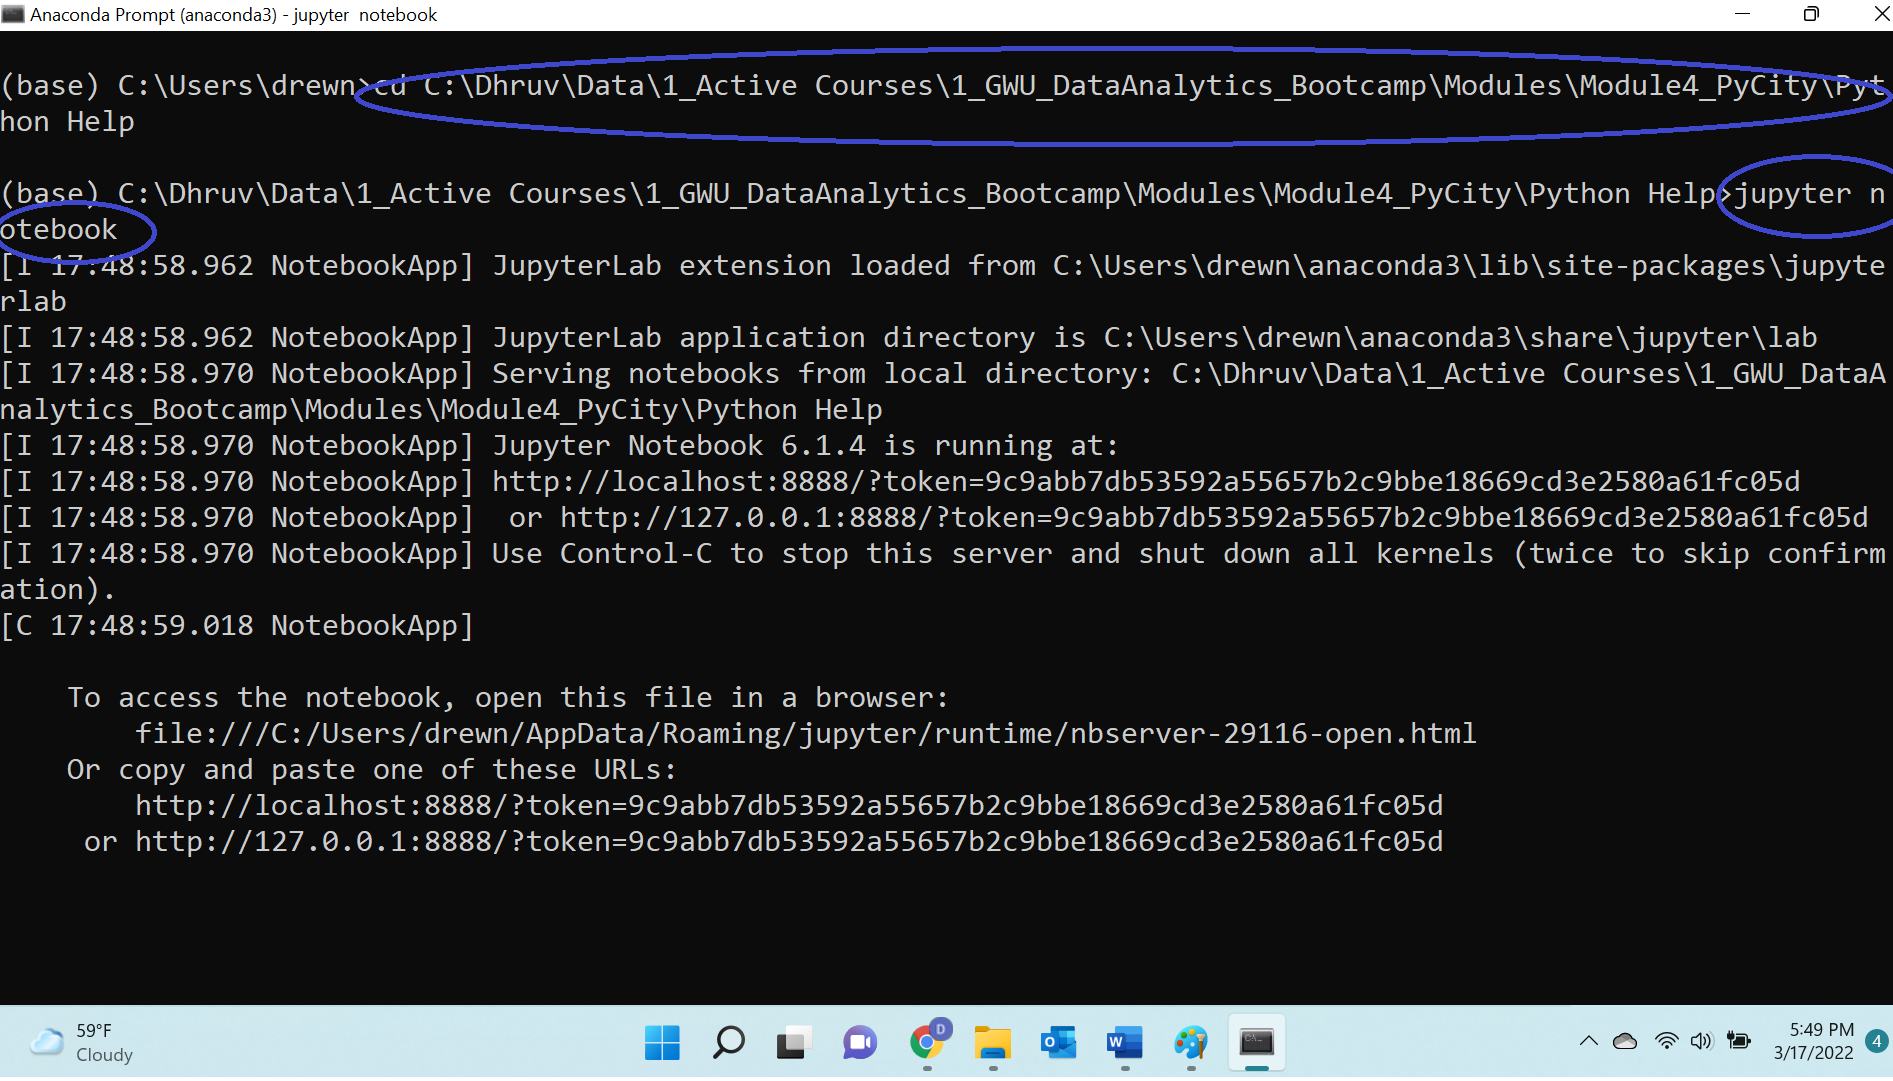 Anaconda Prompt (anaconda3) - jupyter  notebook
(base) C:\Users\drewn>cd C:\Dhruv\Data\1_Active Courses\1_GWU_DataAnalytics_Bootcamp\Modules\Module4_PyCity\Pyt
hon Help
(base) C:\Dhruv\Data\1_Active Courses\1_GWU_DataAnalytics_Bootcamp\Modules\Module4_PyCity\Python Help>jupyter n
otebook
[I 17:48:58.962 NotebookApp] JupyterLab extension loaded from C:\Users\drewn\anaconda3\lib\site-packages\jupyte
rlab
[I 17:48:58.962 NotebookApp] JupyterLab application directory is C:\Users\drewn\anaconda3\share\jupyter\lab
[I 17:48:58.970 NotebookApp] Serving notebooks from local directory: C:\Dhruv\Data\1_Active Courses\1_GWU_DataA
nalytics_Bootcamp\Modules\Module4_PyCity\Python Help
[I 17:48:58.970 NotebookApp] Jupyter Notebook 6.1.4 is running at:
[I 17:48:58.970 NotebookApp] http://localhost:8888/?token=9c9abb7db53592a55657b2c9bbe18669cd3e2580a61fc05d
[I 17:48:58.970 NotebookApp]  or http://127.0.0.1:8888/?token=9c9abb7db53592a55657b2c9bbe18669cd3e2580a61fc05d
[I 17:48:58.970 NotebookApp] Use Control-C to stop this server and shut down all kernels (twice to skip confirm
ation).
[C 17:48:59.018 NotebookApp]
To access the notebook, open this file in a browser:
file:///C:/Users/drewn/AppData/Roaming/jupyter/runtime/nbserver-29116-open.html
Or copy and paste one of these URLs:
http://localhost:8888/?token=9c9abb7db53592a55657b2c9bbe18669cd3e2580a61fc05d
or http://127.0.0.1:8888/?token=9c9abb7db53592a55657b2c9bbe18669cd3e2580a61fc05d
59°F
Cloudy
D
O
W
C:\_
5:49 PM
3/17/2022
4